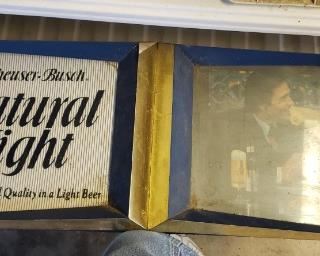 heuser-Busch
atural
ight
Quality in a Light Beer